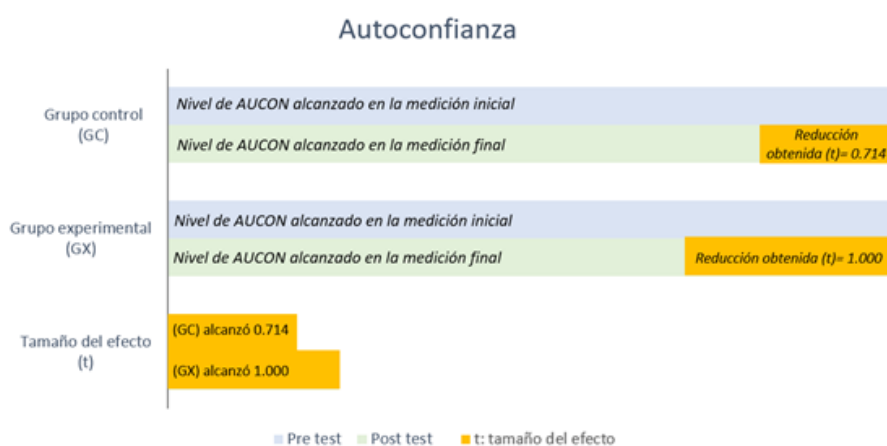 Autoconfianza
Grupo control
(GC)
Nivel de AUCON alcanzado en la medición inicial
Nivel de AUCON alcanzado en la medición final
Reducción
obtenida (t)= 0.714
Grupo experimental
(GX)
Nivel de AUCON alcanzado en la medición inicial
Nivel de AUCON alcanzado en la medición final
Reducción obtenida (t)= 1.000
Tamaño del efecto
(t)
(GC) alcanzó 0.714
(GX) alcanzó 1.000
Pre test Post test t: tamaño del efecto